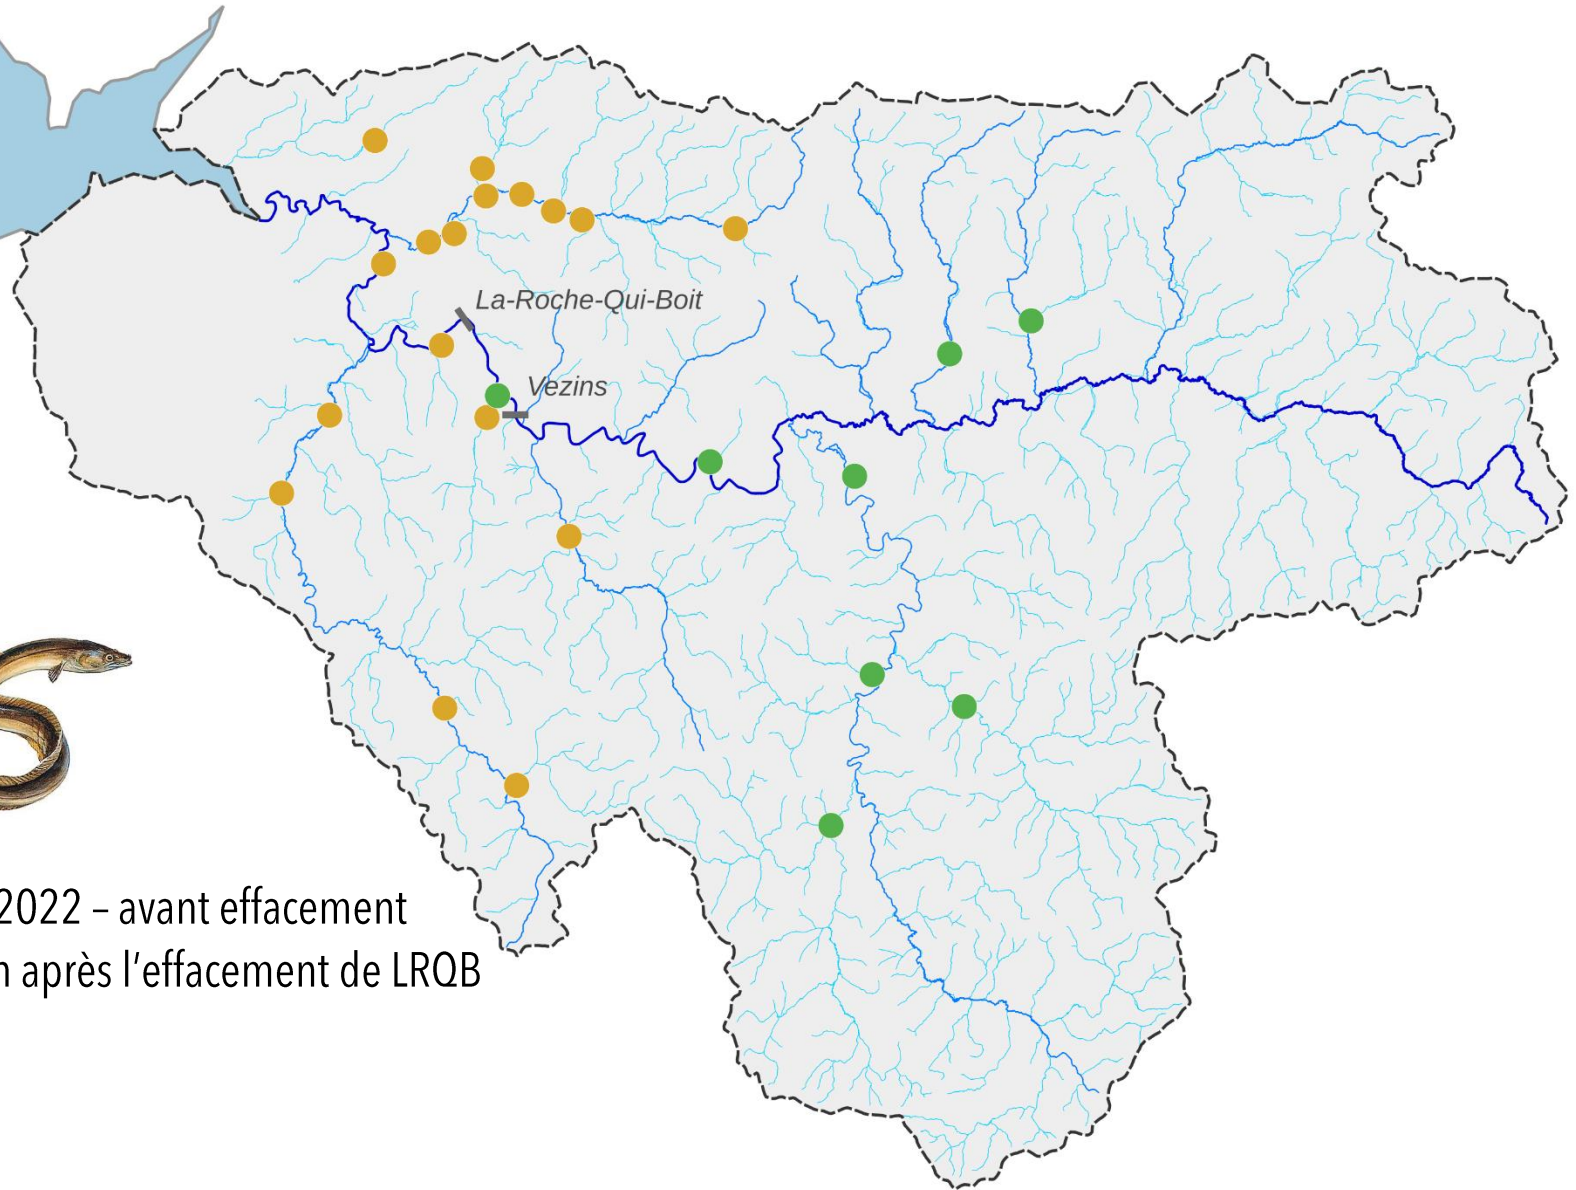 La-Roche-Qui-Boit
Vezins
2022 – avant effacement
après l’effacement de LRQB